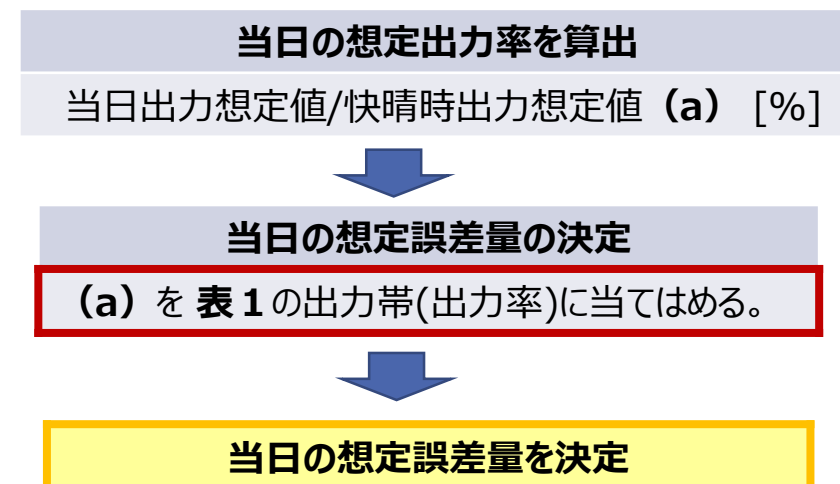 当日の想定出力率を算出
当日出力想定値/快晴時出力想定値（a） [%]
当日の想定誤差量の決定
（a）を 表１の出力帯(出力率)に当てはめる。
当日の想定誤差量を決定